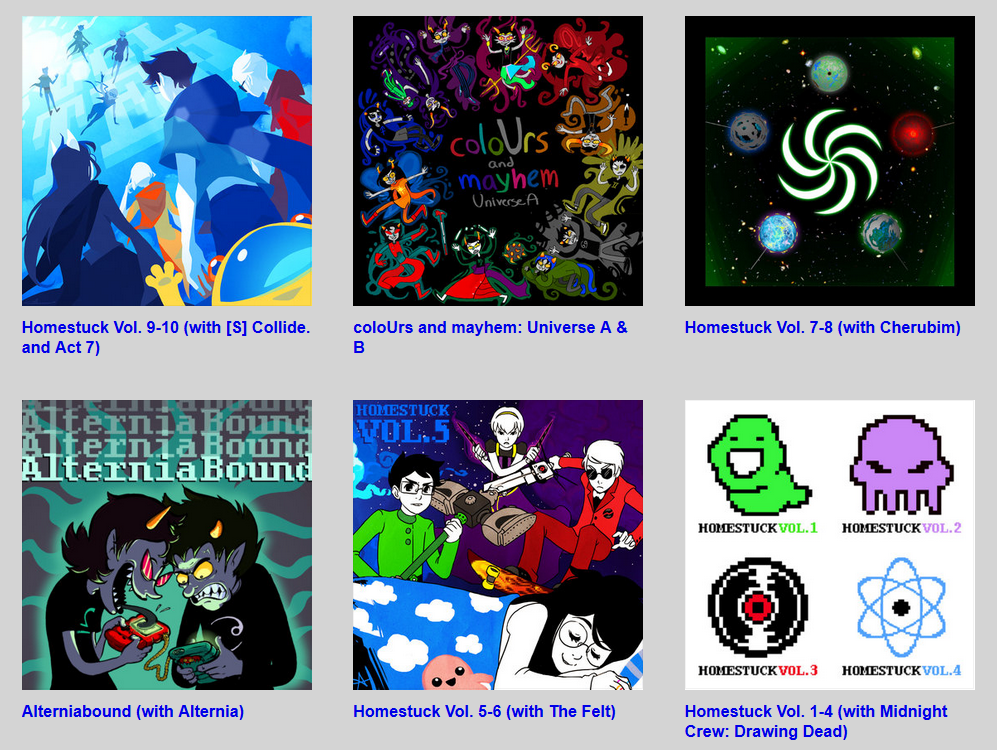 coloUrs
and
mayhem
Universe A
Homestuck Vol. 9-10 (with [S] Collide.
and Act 7)
coloUrs and mayhem: Universe A &
B
Homestuck Vol. 7-8 (with Cherubim)
AlterniaBound
AlterniaBound
AlterniaBound
AlterniaBound
HOMESTUCK
VOL.5
HOMESTUCK VOL.1
HOMESTUCK VOL.2
HOMESTUCK VOL.3
HOMESTUCK VOL.4
Alterniabound (with Alternia)
Homestuck Vol. 5-6 (with The Felt)
Homestuck Vol. 1-4 (with Midnight
Crew: Drawing Dead)